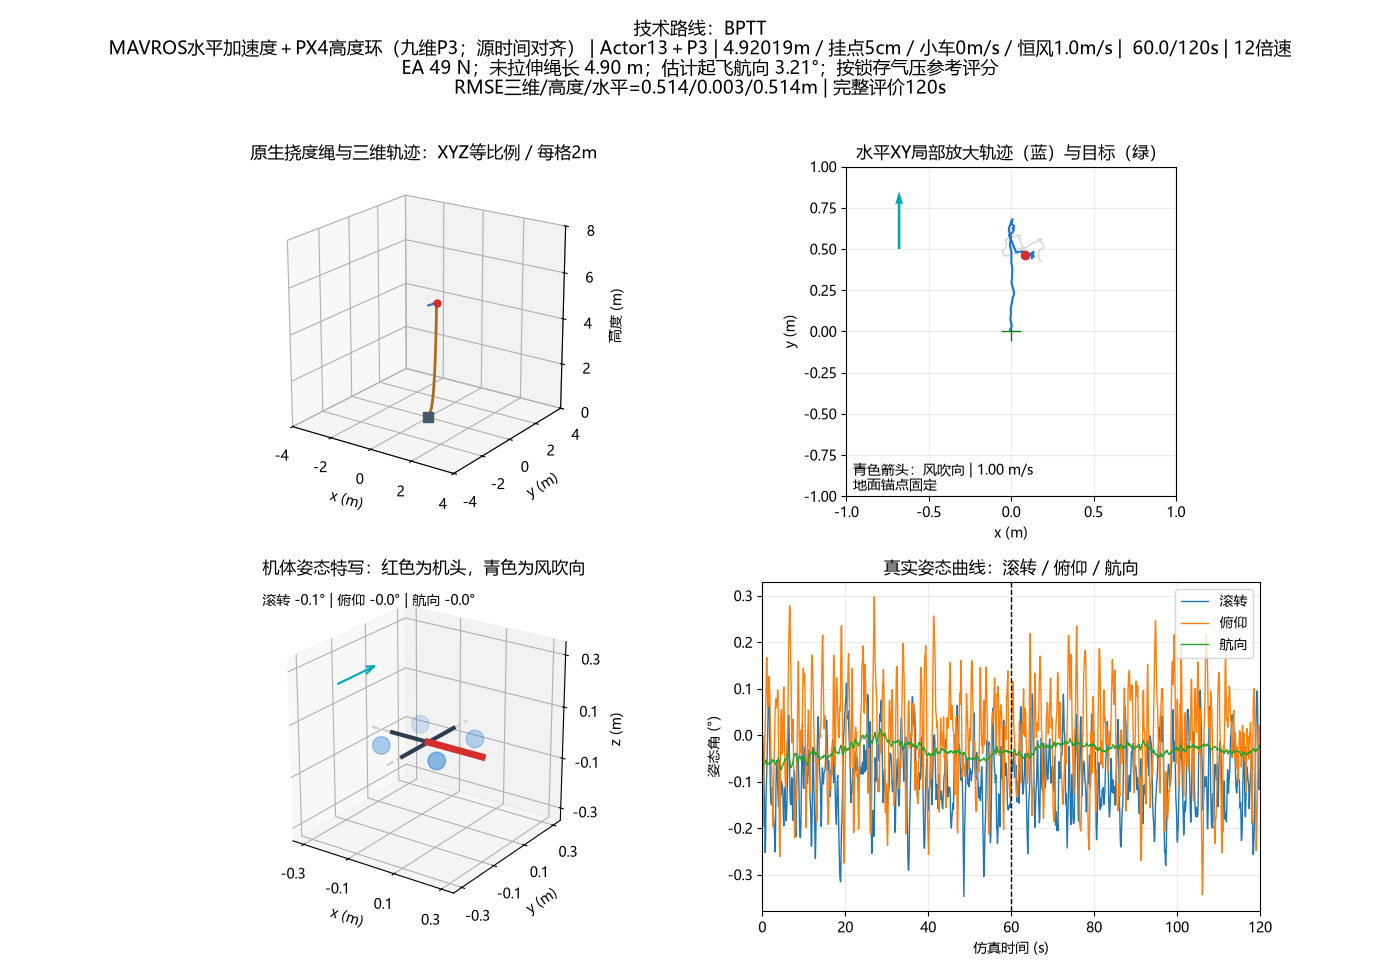 技术路线：BPTT
MAVROS水平加速度＋PX4高度环（九维P3；源时间对齐） | Actor13＋P3 | 4.92019m / 挂点5cm / 小车0m/s / 恒风1.0m/s |  60.0/120s | 12倍速
EA 49 N；未拉伸绳长 4.90 m；估计起飞航向 3.21°；按锁存气压参考评分
RMSE三维/高度/水平=0.514/0.003/0.514m | 完整评价120s
原生挠度绳与三维轨迹：XYZ等比例 / 每格2m
8
6
4
2
0
高度 (m)
-4
-2
0
2
4
x (m)
-4
-2
0
2
4
y (m)
水平XY局部放大轨迹（蓝）与目标（绿）
1.00
0.75
0.50
0.25
0.00
-0.25
-0.50
-0.75
-1.00
y (m)
青色箭头：风吹向 | 1.00 m/s
地面锚点固定
-1.0
-0.5
0.0
0.5
1.0
x (m)
机体姿态特写：红色为机头，青色为风吹向
滚转 -0.1° | 俯仰 -0.0° | 航向 -0.0°
0.3
0.1
-0.1
-0.3
z (m)
-0.3
-0.1
0.1
0.3
x (m)
-0.3
-0.1
0.1
0.3
y (m)
真实姿态曲线：滚转 / 俯仰 / 航向
滚转
俯仰
航向
0.3
0.2
0.1
0.0
-0.1
-0.2
-0.3
姿态角 (°)
0
20
40
60
80
100
120
仿真时间 (s)